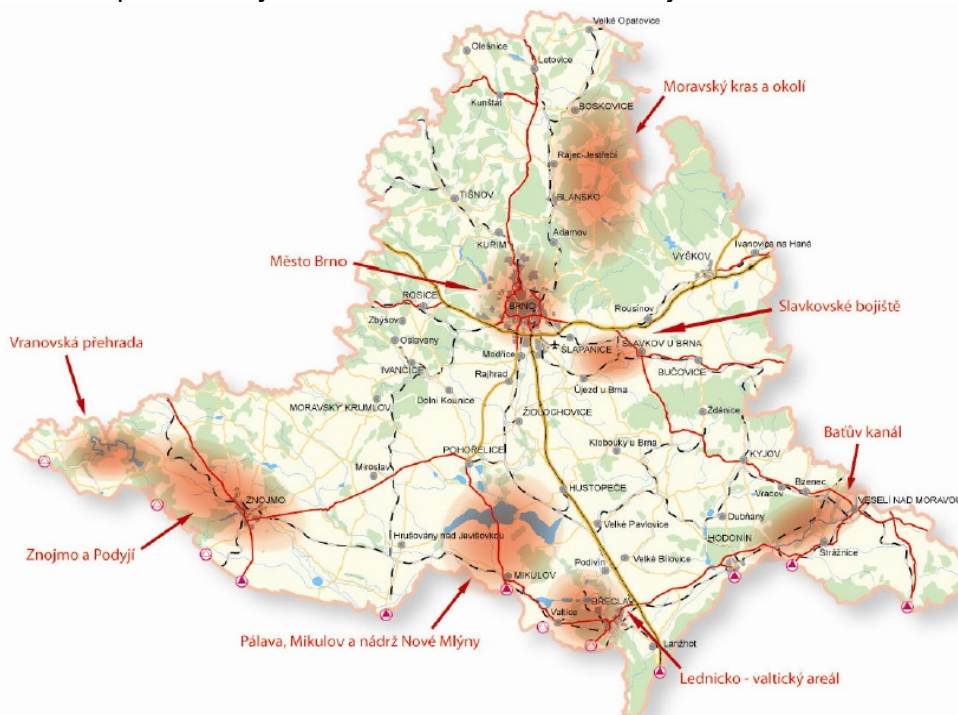 Velké Opatovice
Olešnice
Letovice
Kunštát
BOSKOVICE
Moravský kras a okolí
Rájec-Jestřebí
TIŠNOV
BLANSKO
Adamov
KUŘIM
Ivanovice na Hané
VYŠKOV
Město Brno
ROSICE
BRNO
Rousínov
Slavkovské bojiště
Zbýšov
Oslavany
ŠLAPANICE
SLAVKOV U BRNA
Vranovská přehrada
Modřice
IVANČICE
Rajhrad
BUČOVICE
Újezd u Brna
MORAVSKÝ KRUMLOV
Dolní Kounice
ŽIDLOCHOVICE
Ždánice
Klobouky u Brna
Baťův kanál
POHOŘELICE
KYJOV
Miroslav
Bzenec
ZNOJMO
HUSTOPEČE
Vracov
VESELÍ NAD MORAVOU
Velké Pavlovice
Dubňany
Znojmo a Podyjí
Hrušovany nad Jevišovkou
HODONÍN
Strážnice
Velké Bílovice
Podivín
MIKULOV
BŘECLAV
Valtice
Pálava, Mikulov a nádrž Nové Mlýny
Lanžhot
Lednicko - valtický areál